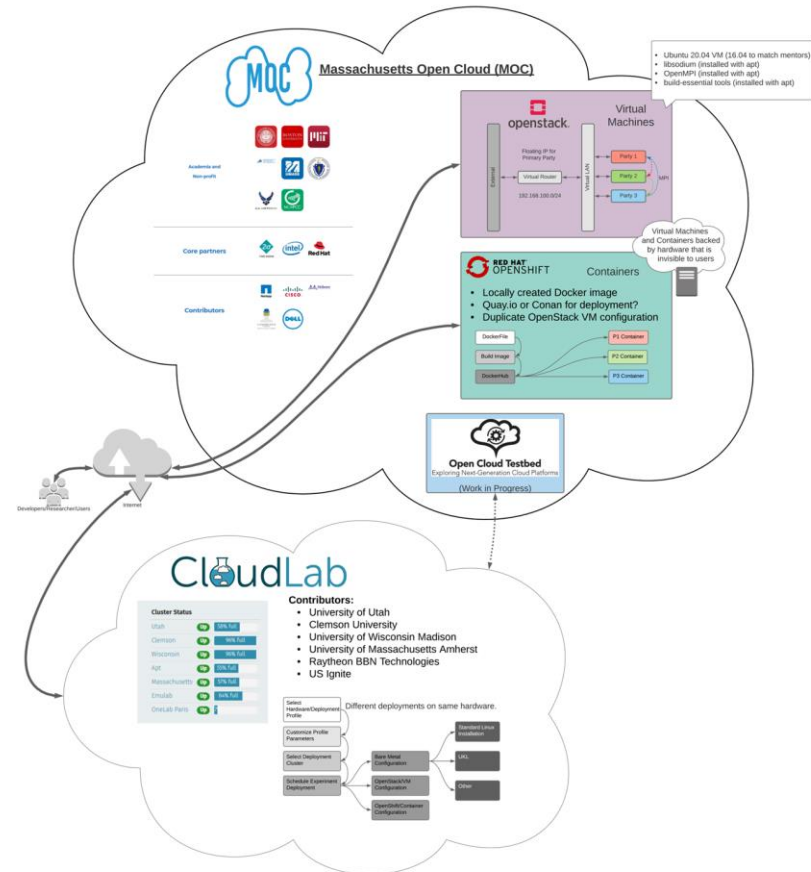 MOC
Massachusetts Open Cloud (MOC)
Ubuntu 20.04 VM (16.04 to match mentors)
libsodium (installed with apt)
OpenMPI (installed with apt)
build-essential tools (installed with apt)
openstack.
Virtual
Machines
Floating IP for
Primary Party
External
Virtual Router
Virtual LAN
192.168.100.0/24
Party 1
Party 2
Party 3
MPI
Academia and
Non profit
BOSTON
MIT
Core partners
intel
Red Hat
Contributors
NetApp
CISCO
DELL
Virtual Machines
and Containers backed
by hardware that is
invisible to users
RED HAT
OPENSHIFT
Containers
Locally created Docker image
Quay.io or Conan for deployment?
Duplicate OpenStack VM configuration
DockerFile
Build Image
DockerHub
P1 Container
P2 Container
P3 Container
Open Cloud Testbed
Exploring Next-Generation Cloud Platforms
(Work in Progress)
Developers/Researcher/Users
Internet
CloudLab
Cluster Status
Utah
Clemson
Wisconsin
Apt
Massachusetts
Emulab
OneLab Paris
Contributors:
University of Utah
Clemson University
University of Wisconsin Madison
University of Massachusetts Amherst
Raytheon BBN Technologies
US Ignite
Different deployments on same hardware.
Select
Hardware/Deployment
Profile
Customize Profile
Parameters
Select Deployment
Cluster
Schedule Experiment
Deployment
Bare Metal
Configuration
OpenStack/VM
Configuration
OpenShift/Container
Configuration
Standard Linux
Installation
UKL
Other